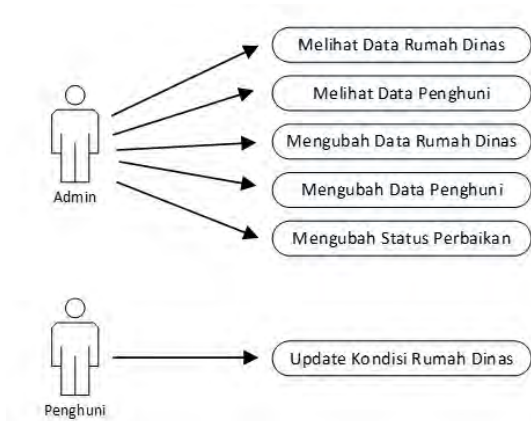 Melihat Data Rumah Dinas
Melihat Data Penghuni
Mengubah Data Rumah Dinas
Mengubah Data Penghuni
Mengubah Status Perbaikan
Admin
Update Kondisi Rumah Dinas
Penghuni